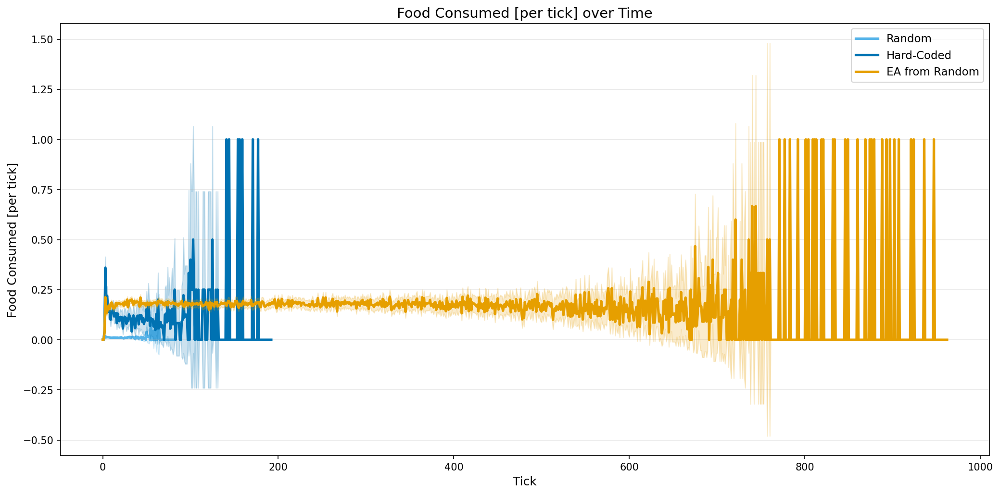 Food Consumed [per tick] over Time
Random
Hard-Coded
EA from Random
Food Consumed [per tick]
1.50
1.25
1.00
0.75
0.50
0.25
0.00
−0.25
−0.50
0
200
400
600
800
1000
Tick